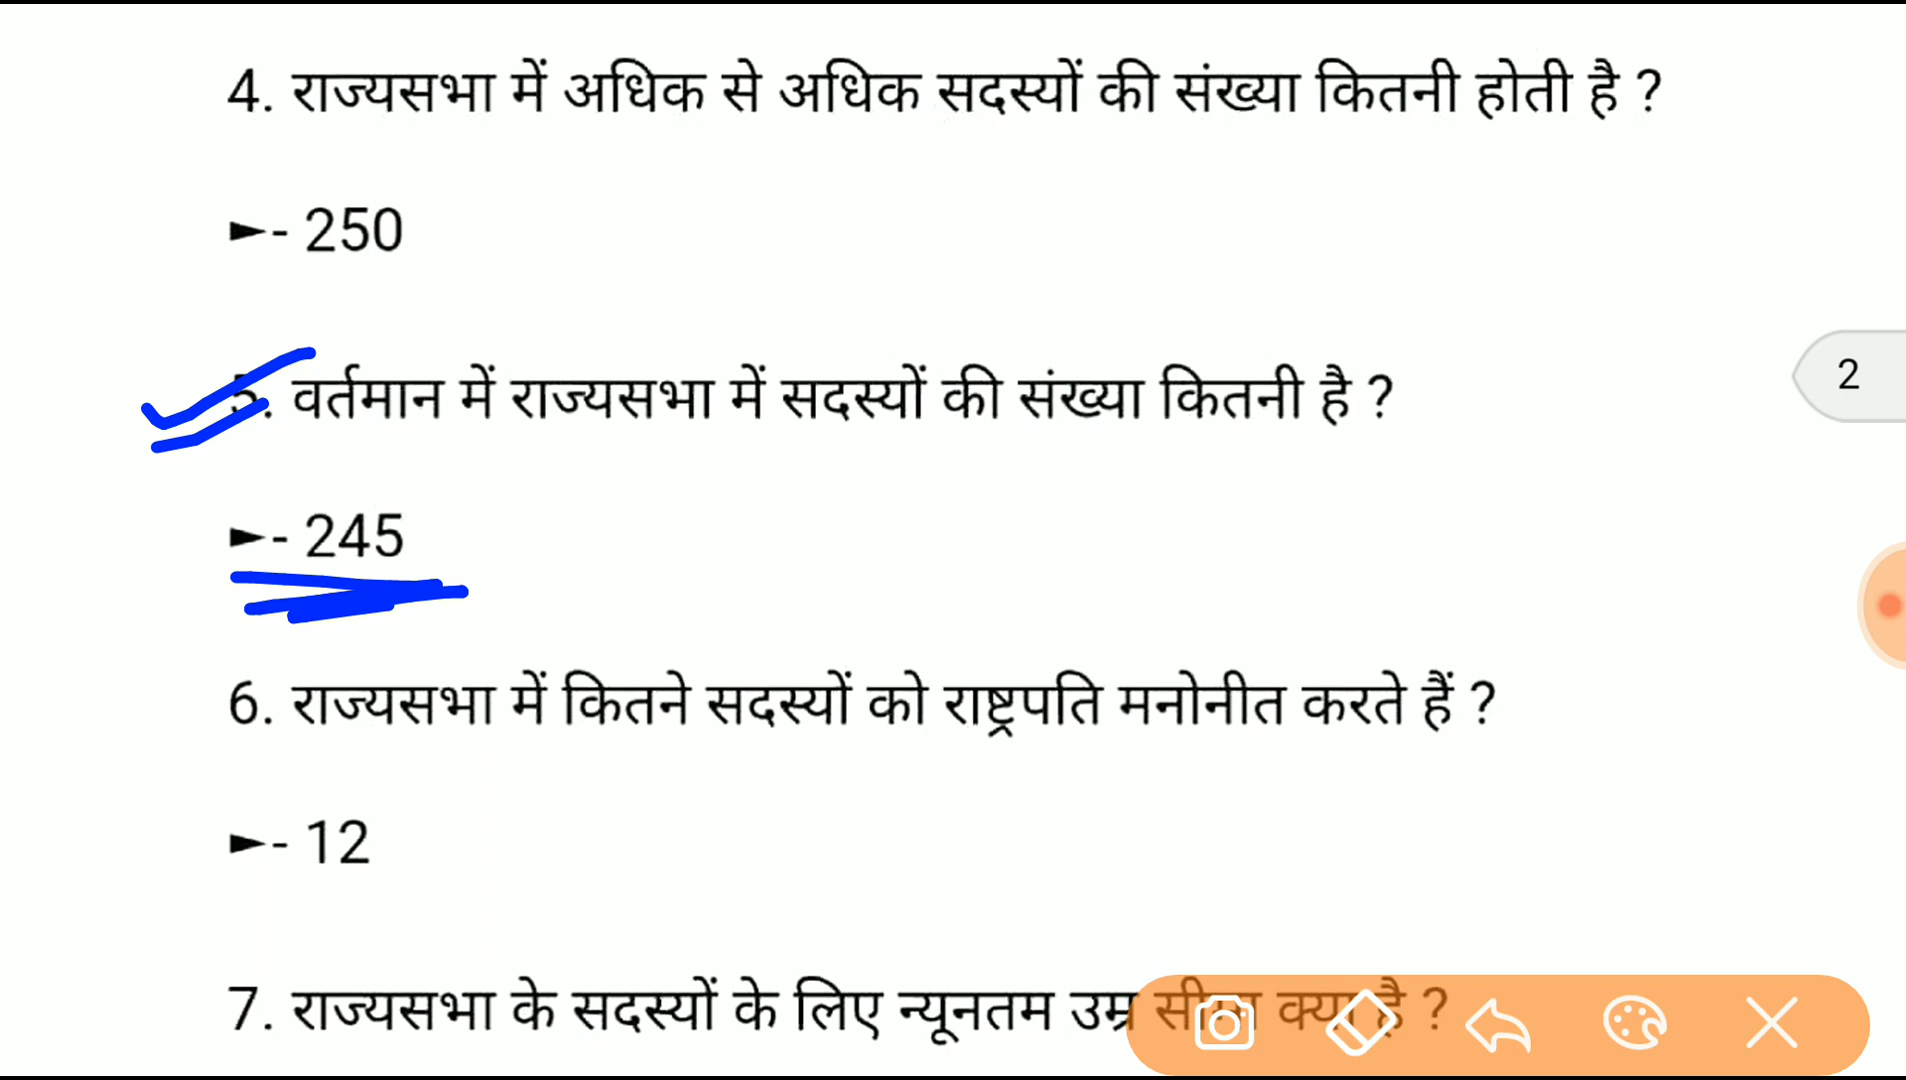 4. राज्यसभा में अधिक से अधिक सदस्यों की संख्या कितनी होती है ?
►- 250
5. वर्तमान में राज्यसभा में सदस्यों की संख्या कितनी है ?
2
►- 245
6. राज्यसभा में कितने सदस्यों को राष्ट्रपति मनोनीत करते हैं ?
►- 12
7. राज्यसभा के सदस्यों के लिए न्यूनतम उम्र सीमा क्या है ?